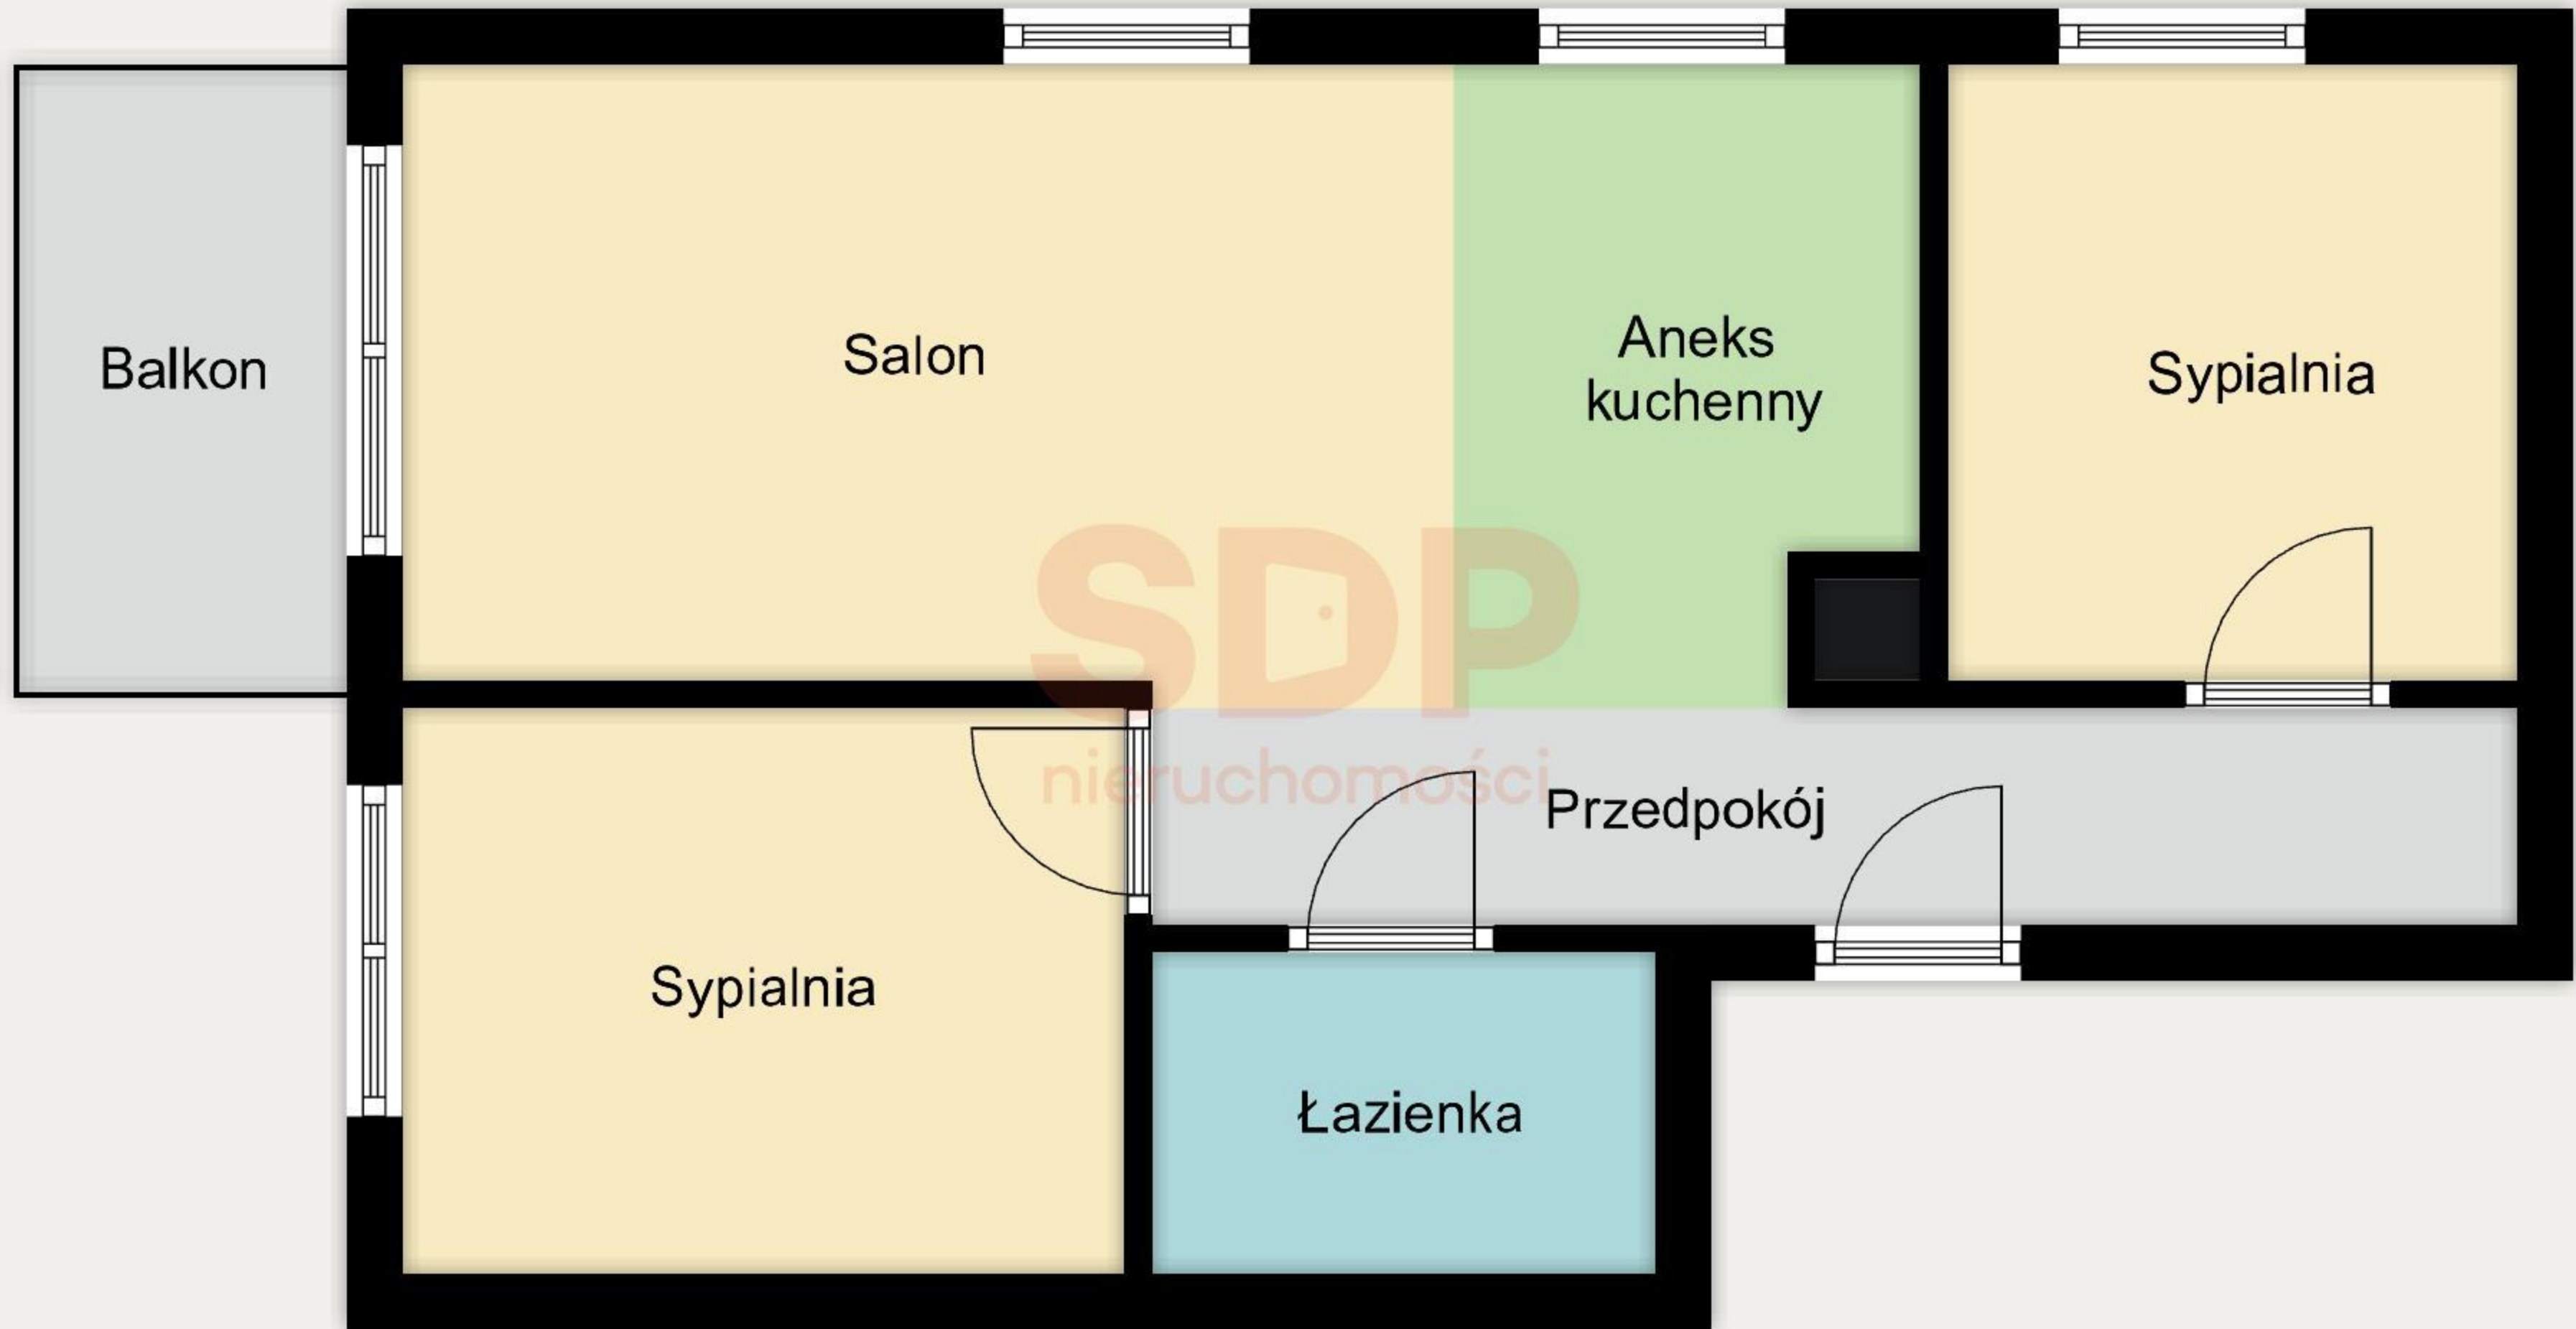 Balkon
Salon
Aneks
kuchenny
Sypialnia
SDP
nieruchomości
Przedpokój
Sypialnia
Łazienka